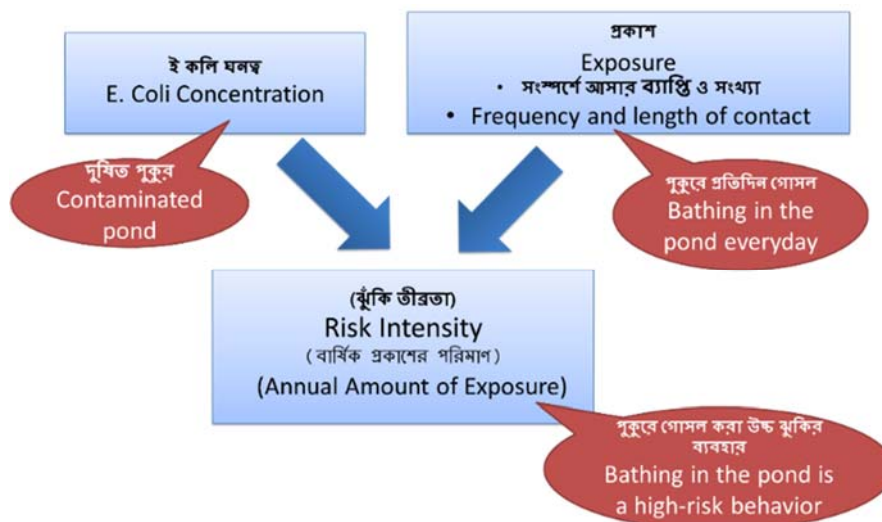 ই কলি ঘনত্ব
E. Coli Concentration
প্রকাশ
Exposure
• সংস্পর্শে আসার ব্যাপ্তি ও সংখ্যা
• Frequency and length of contact
দুষিত পুকুর
Contaminated
pond
পুকুরে প্রতিদিন গোসল
Bathing in the
pond everyday
(ঝুঁকি তীব্রতা)
Risk Intensity
( বার্ষিক প্রকাশের পরিমাণ )
(Annual Amount of Exposure)
পুকুরে গোসল করা উচ্চ ঝুকির
ব্যবহার
Bathing in the pond is
a high-risk behavior